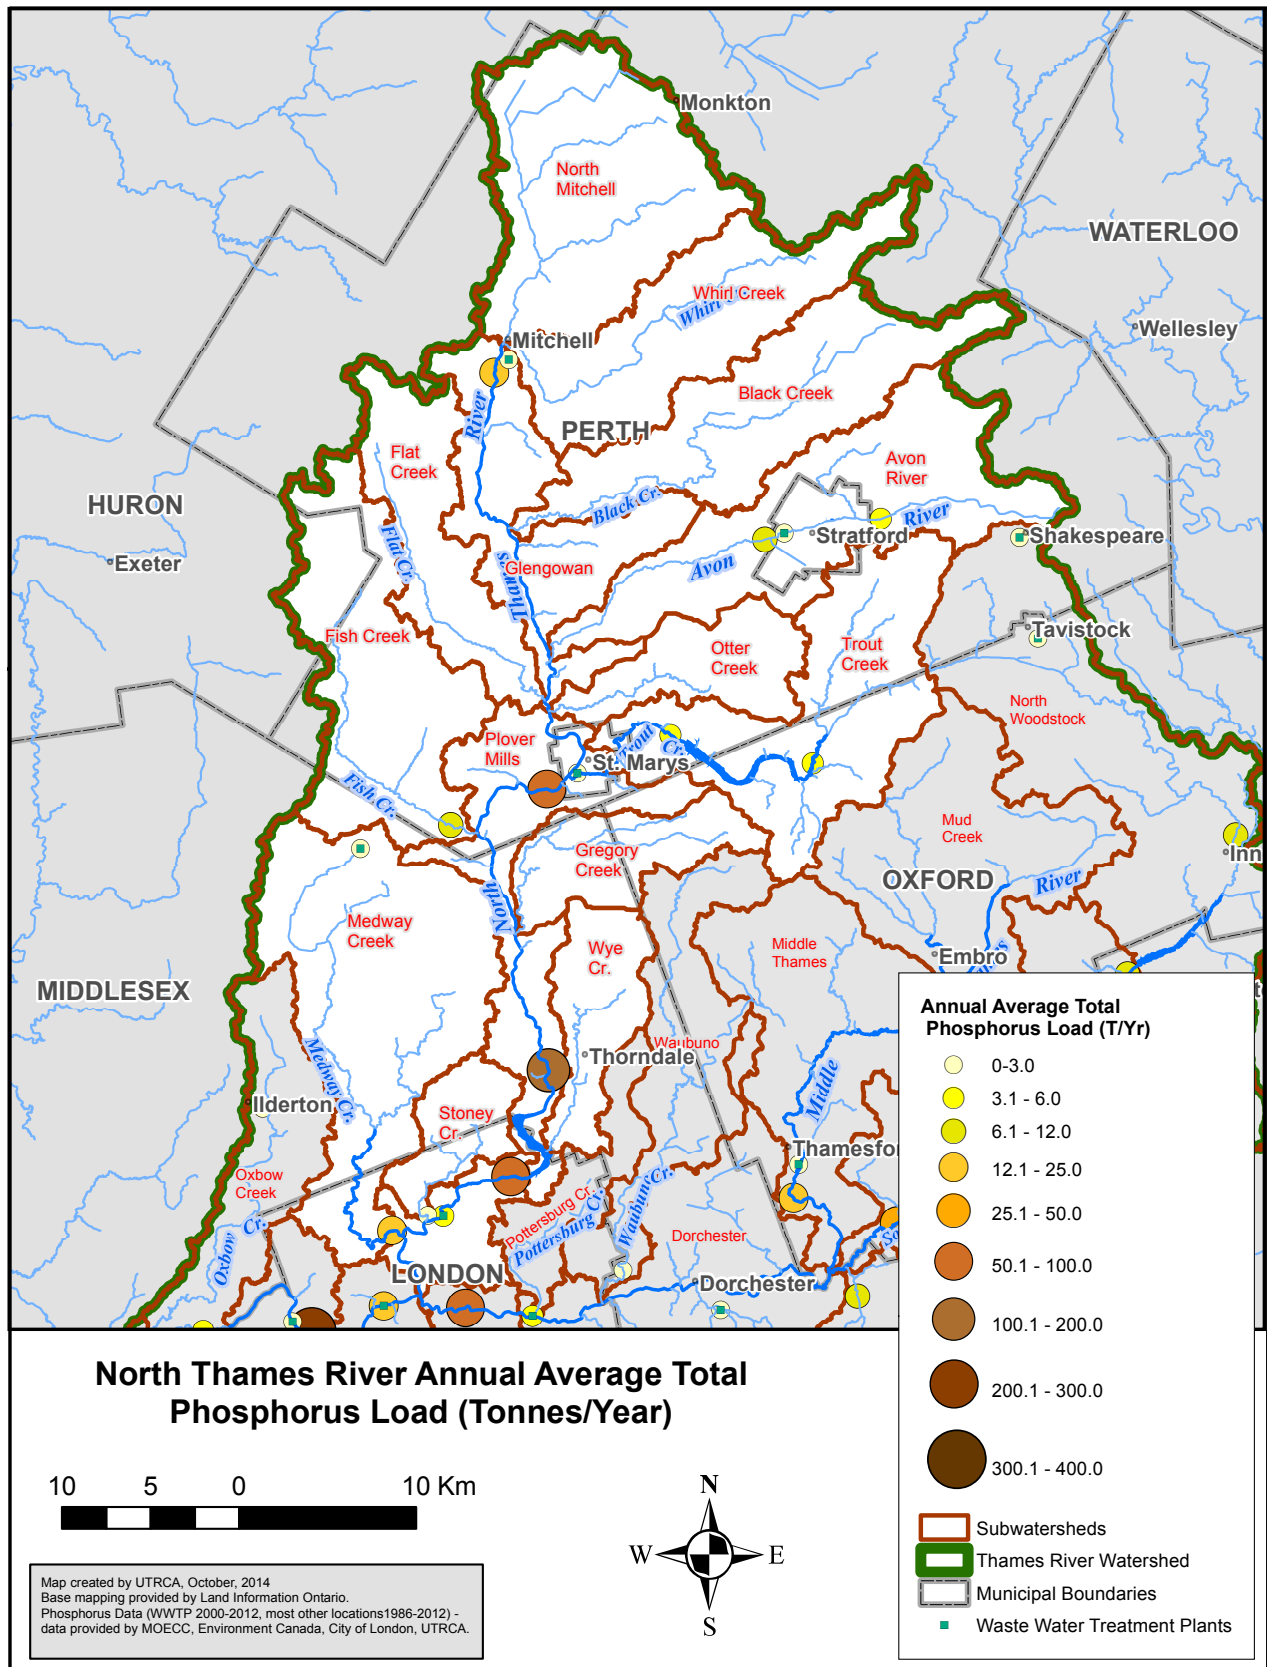 Monkton
North
Mitchell
WATERLOO
Whirl Creek
Whirl
Wellesley
Mitchell
Black Creek
River
PERTH
Flat
Creek
Avon
River
HURON
Black Cr.
River
Stratford
Shakespeare
Exeter
Flat Cr.
Glengowan
Thames
Avon
Fish Creek
Tavistock
Otter
Creek
Trout
Creek
North
Woodstock
Plover
Mills
Trout
Cr.
St. Marys
Fish Cr.
Mud
Creek
Gregory
Creek
Inn
OXFORD
River
North
Medway
Creek
Wye
Cr.
Middle
Thames
Embro
MIDDLESEX
Waubuno
Thorndale
Medway Cr.
Middle
Ilderton
Stoney
Cr.
Thamesfor
Oxbow
Creek
Pottersburg Cr.
Pottersburg Cr.
Waubuno Cr.
Oxbow Cr.
Dorchester
So
LONDON
Dorchester
Annual Average Total
Phosphorus Load (T/Yr)
0-3.0
3.1 - 6.0
6.1 - 12.0
12.1 - 25.0
25.1 - 50.0
50.1 - 100.0
100.1 - 200.0
200.1 - 300.0
300.1 - 400.0
Subwatersheds
Thames River Watershed
Municipal Boundaries
Waste Water Treatment Plants
North Thames River Annual Average Total
Phosphorus Load (Tonnes/Year)
10 5 0 10 Km
N
W E
S
Map created by UTRCA, October, 2014
Base mapping provided by Land Information Ontario.
Phosphorus Data (WWTP 2000-2012, most other locations1986-2012) -
data provided by MOECC, Environment Canada, City of London, UTRCA.